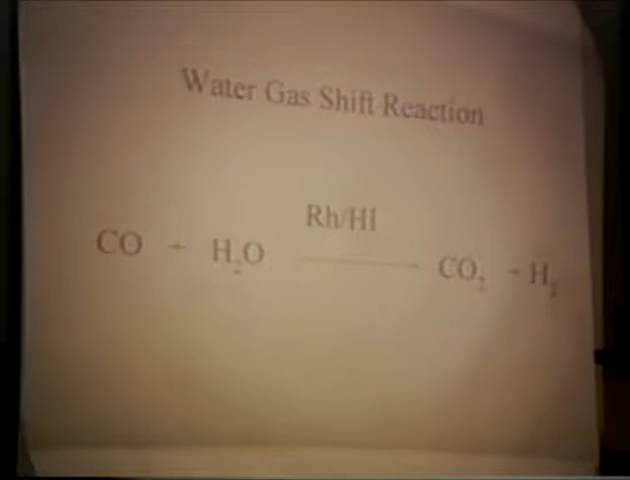 Water Gas Shift Reaction
Rh/HI
CO + H₂O → CO₂ + H₂